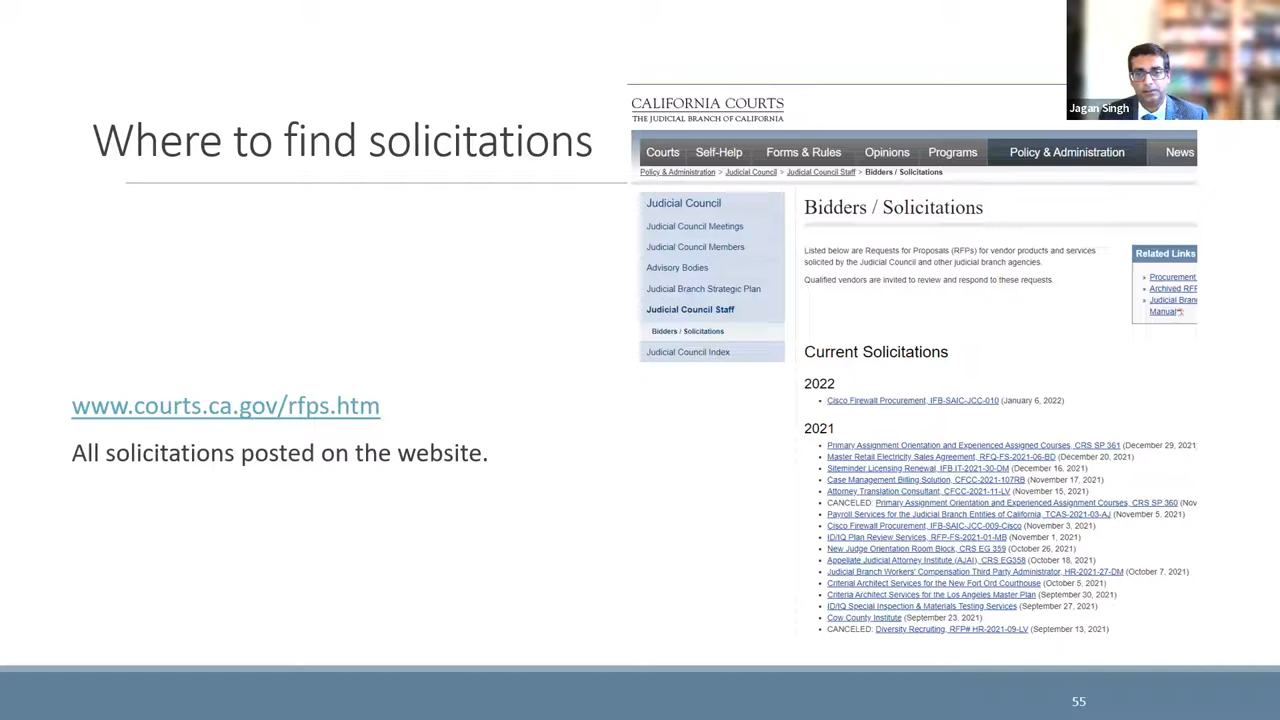 Where to find solicitations
www.courts.ca.gov/rfps.htm
All solicitations posted on the website.
CALIFORNIA COURTS
THE JUDICIAL BRANCH OF CALIFORNIA
Courts Self-Help Forms & Rules Opinions Programs Policy & Administration News
Policy & Administration > Judicial Council > Judicial Council Staff > Bidders / Solicitations
Judicial Council
Judicial Council Meetings
Judicial Council Members
Advisory Bodies
Judicial Branch Strategic Plan
Judicial Council Staff
Bidders / Solicitations
Judicial Council Index
Bidders / Solicitations
Listed below are Requests for Proposals (RFPs) for vendor products and services
solicited by the Judicial Council and other judicial branch agencies.
Qualified vendors are invited to review and respond to these requests.
Related Links
Procurement
Archived RFP
Judicial Bran
Manual
Current Solicitations
2022
Cisco Firewall Procurement, IFB-SAIC-JCC-010 (January 6, 2022)
2021
Primary Assignment Orientation and Experienced Assigned Courses, CRS SP 361 (December 29, 2021
Master Retail Electricity Sales Agreement, RFQ-FS-2021-06-BD (December 20, 2021)
Siteminder Licensing Renewal, IFB IT-2021-30-DM (December 16, 2021)
Case Management Billing Solution, CFCC-2021-107RB (November 17, 2021)
Attorney Translation Consultant, CFCC-2021-11-LV (November 15, 2021)
CANCELED: Primary Assignment Orientation and Experienced Assignment Courses, CRS SP 360 (Nov
Payroll Services for the Judicial Branch Entities of California, TCAS-2021-03-AJ (November 5, 2021)
Cisco Firewall Procurement, IFB-SAIC-JCC-009-Cisco (November 3, 2021)
ID/IQ Plan Review Services, RFP-FS-2021-01-MB (November 1, 2021)
New Judge Orientation Room Block, CRS EG 359 (October 26, 2021)
Appellate Judicial Attorney Institute (AJAI), CRS EG358 (October 18, 2021)
Judicial Branch Workers' Compensation Third Party Administrator, HR-2021-27-DM (October 7, 2021)
Criterial Architect Services for the New Fort Ord Courthouse (October 5, 2021)
Criteria Architect Services for the Los Angeles Master Plan (September 30, 2021)
ID/IQ Special Inspection & Materials Testing Services (September 27, 2021)
Cow County Institute (September 23, 2021)
CANCELED: Diversity Recruiting, RFP# HR-2021-09-LV (September 13, 2021)
Jagan Singh
55